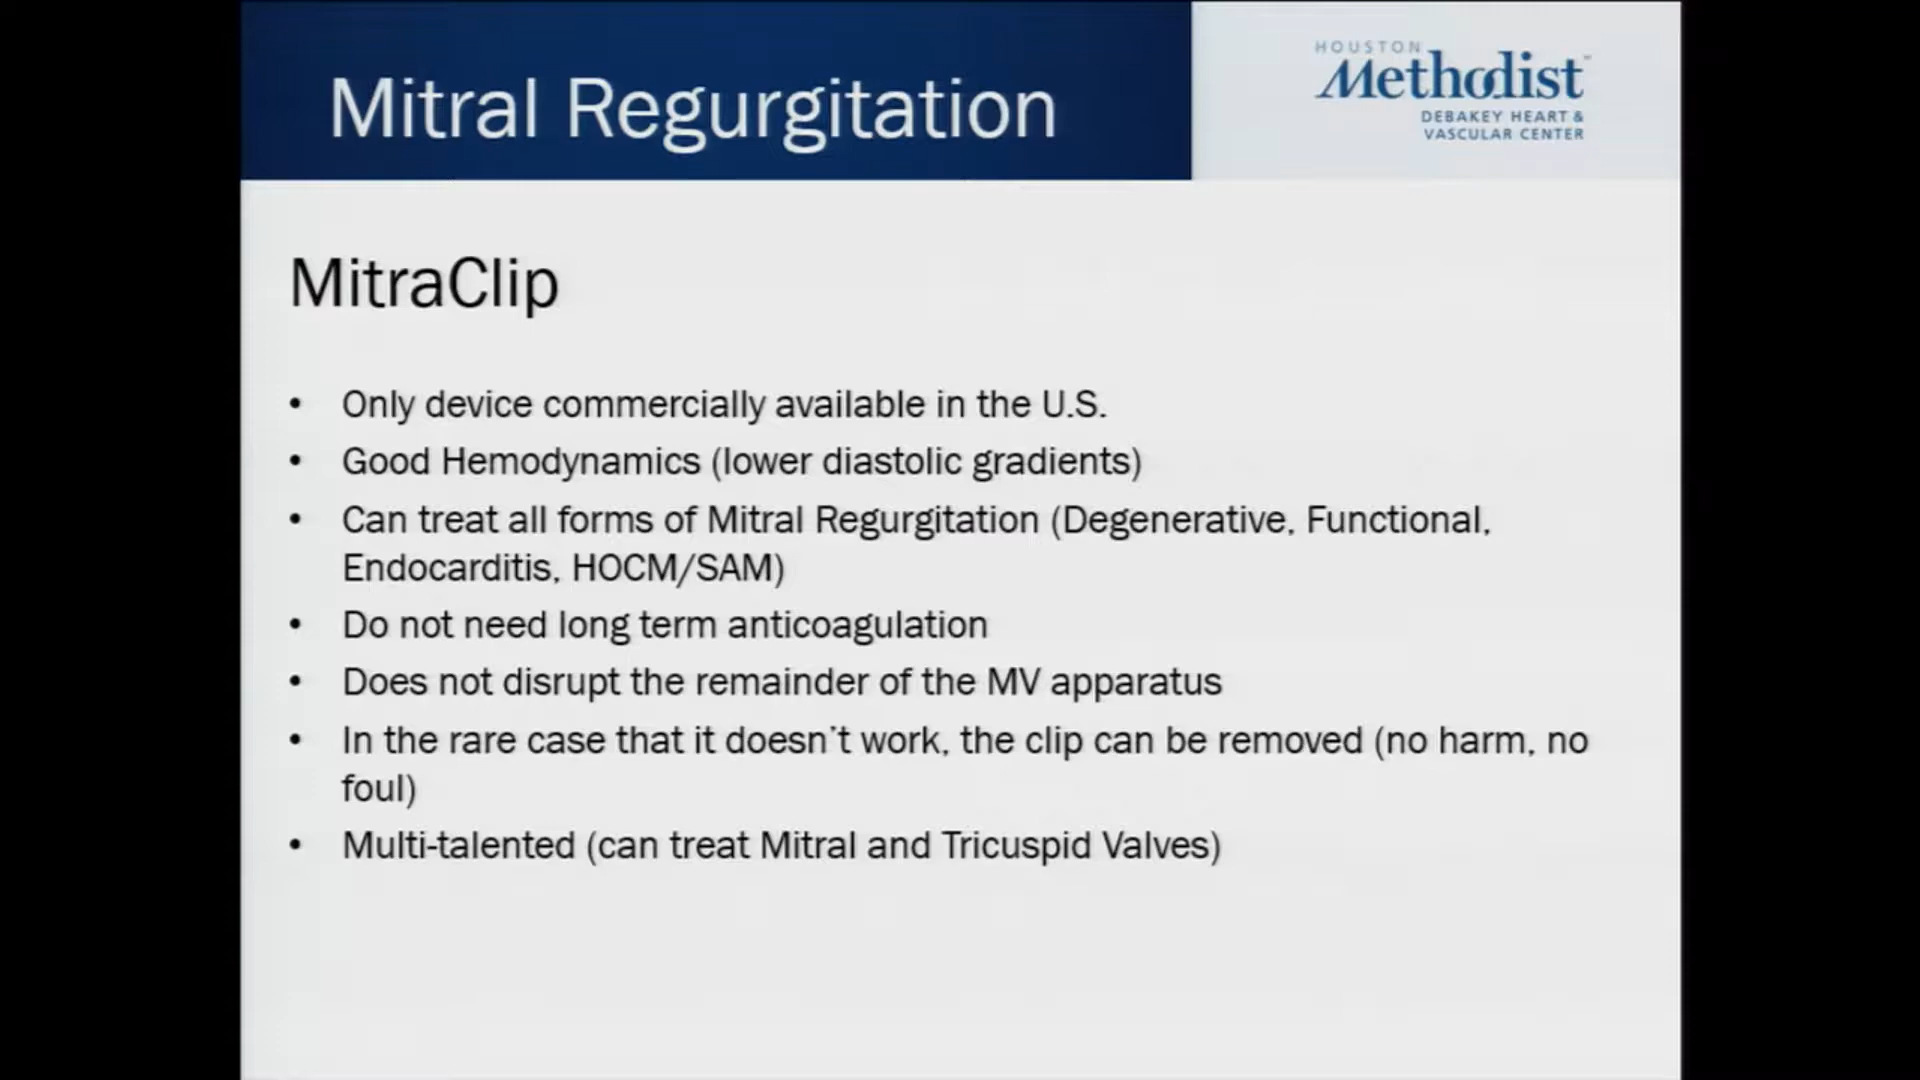 Mitral Regurgitation
HOUSTON
Methodist
DEBAKEY HEART &
VASCULAR CENTER
MitraClip
• Only device commercially available in the U.S.
• Good Hemodynamics (lower diastolic gradients)
• Can treat all forms of Mitral Regurgitation (Degenerative, Functional,
Endocarditis, HOCM/SAM)
• Do not need long term anticoagulation
• Does not disrupt the remainder of the MV apparatus
• In the rare case that it doesn't work, the clip can be removed (no harm, no
foul)
• Multi-talented (can treat Mitral and Tricuspid Valves)